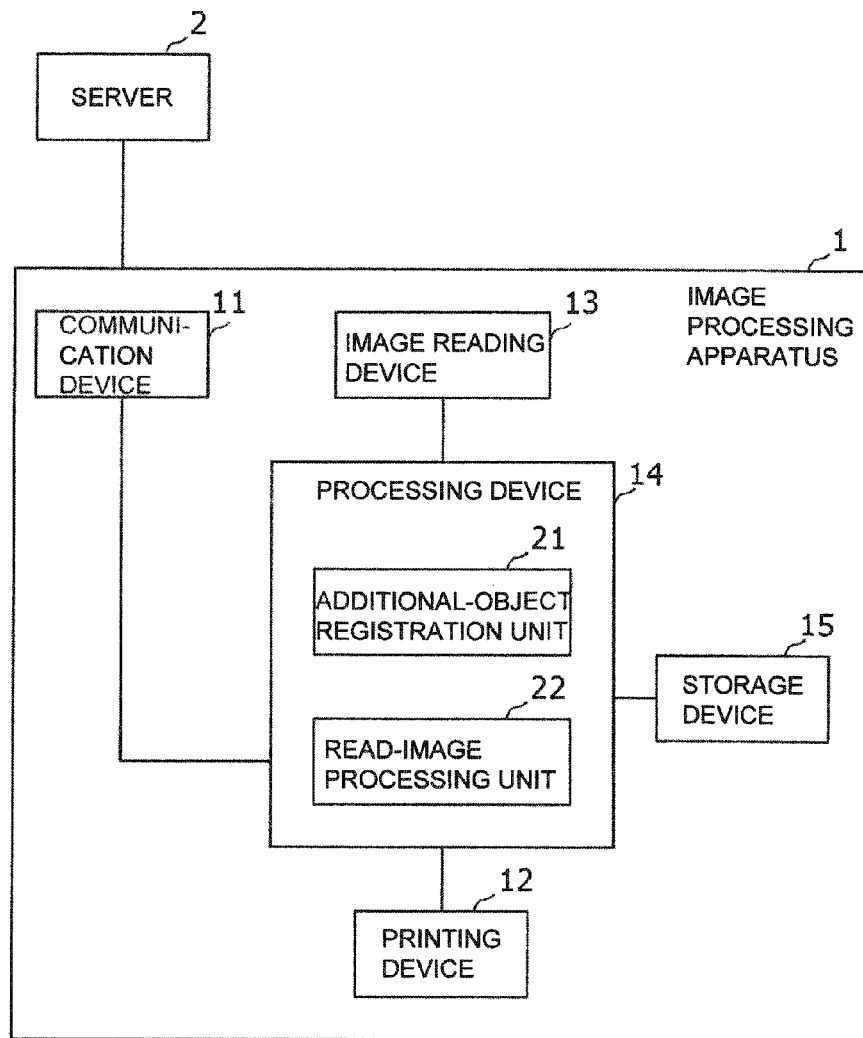 2
SERVER
1
IMAGE
PROCESSING
APPARATUS
11
COMMUNI-
CATION
DEVICE
13
IMAGE READING
DEVICE
14
PROCESSING DEVICE
21
ADDITIONAL-OBJECT
REGISTRATION UNIT
22
READ-IMAGE
PROCESSING UNIT
15
STORAGE
DEVICE
12
PRINTING
DEVICE